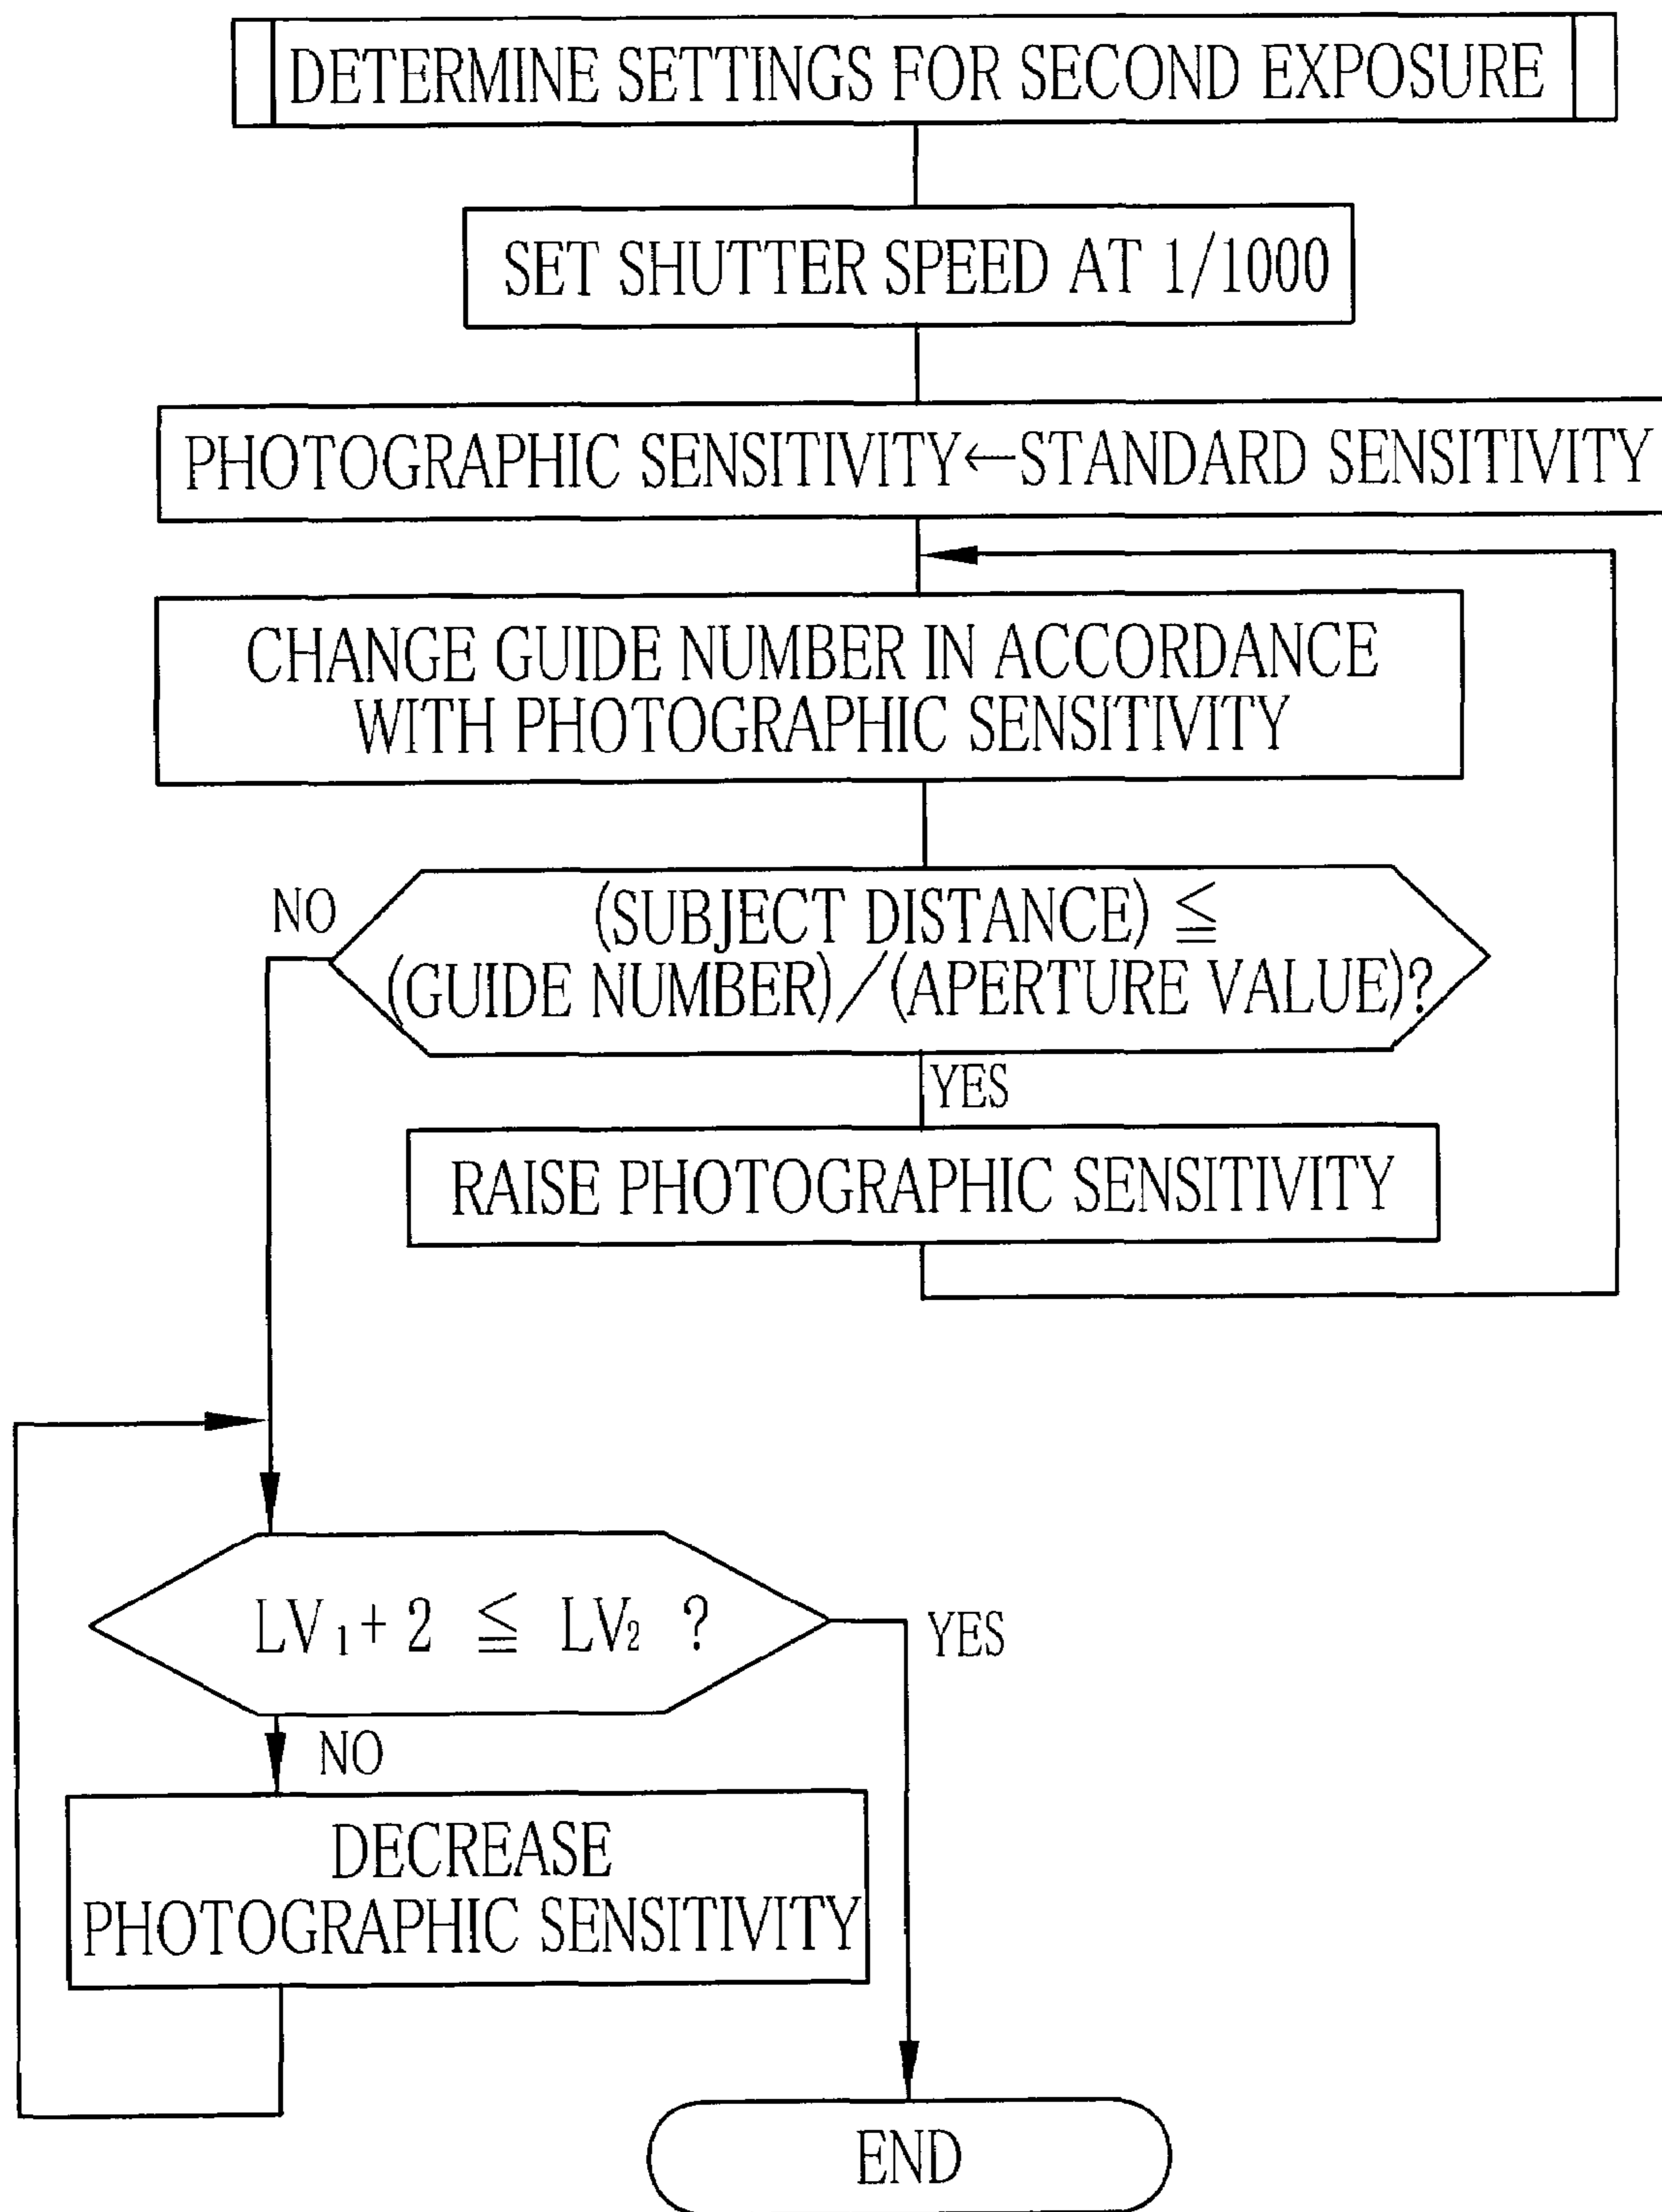 DETERMINE SETTINGS FOR SECOND EXPOSURE
SET SHUTTER SPEED AT 1/1000
PHOTOGRAPHIC SENSITIVITY←STANDARD SENSITIVITY
CHANGE GUIDE NUMBER IN ACCORDANCE
WITH PHOTOGRAPHIC SENSITIVITY
NO
(SUBJECT DISTANCE) ≦
(GUIDE NUMBER)/(APERTURE VALUE)?
YES
RAISE PHOTOGRAPHIC SENSITIVITY
LV₁+2 ≦ LV₂ ?
YES
NO
DECREASE
PHOTOGRAPHIC SENSITIVITY
END